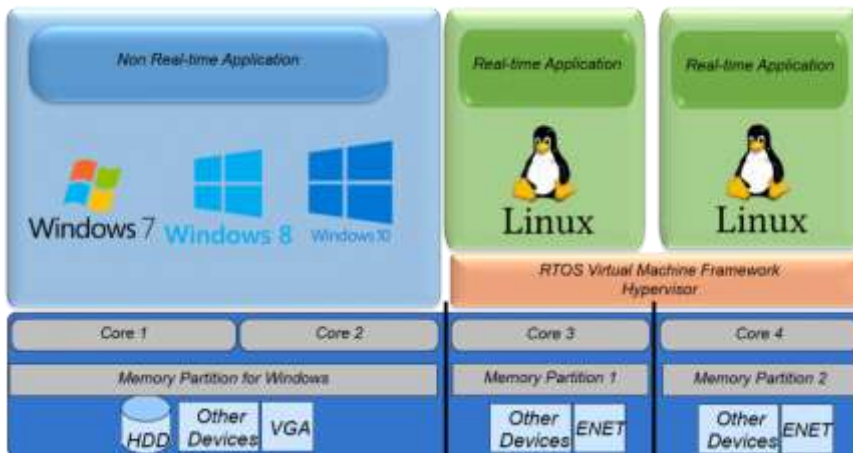 Non Real-time Application
Real-time Application
Real-time Application
Windows 7
Windows 8
Windows 10
Linux
Linux
RTOS Virtual Machine Framework
Hypervisor
Core 1
Core 2
Core 3
Core 4
Memory Partition for Windows
Memory Partition 1
Memory Partition 2
HDD
Other
Devices
VGA
Other
Devices
ENET
Other
Devices
ENET